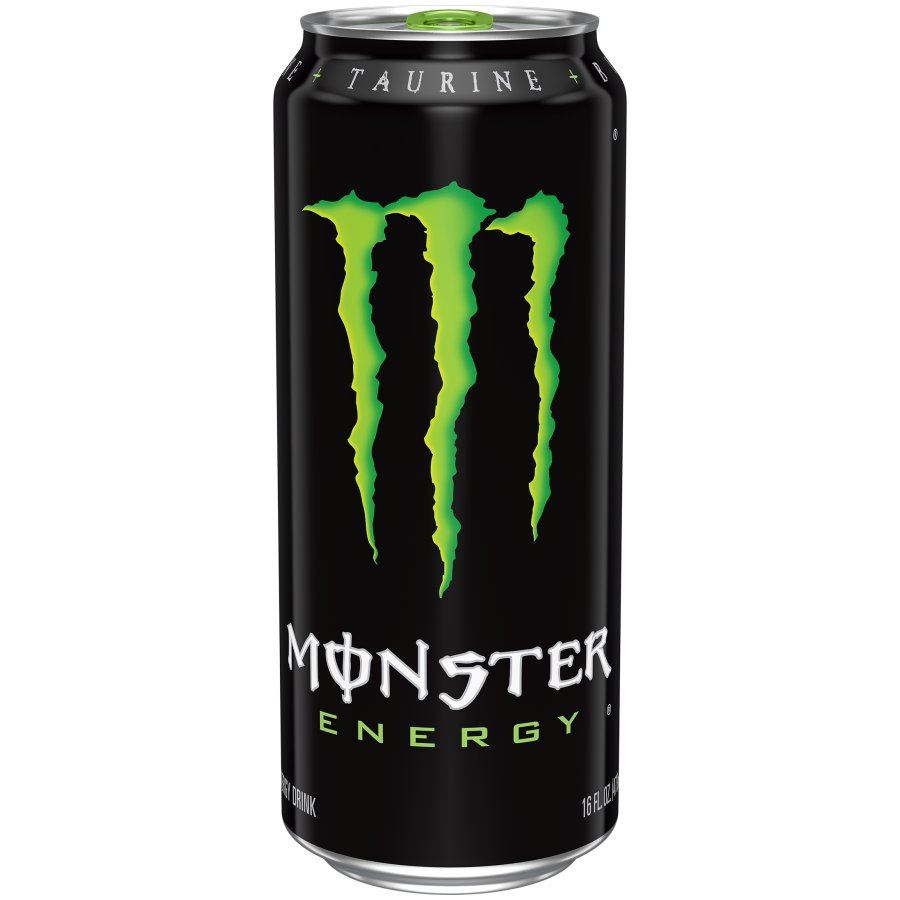 + TAURINE +
MONSTER
ENERGY
DRINK
16 FL. OZ.